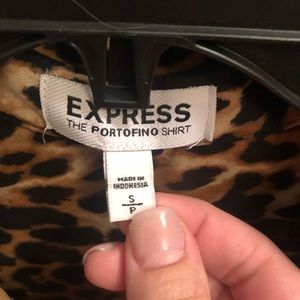 EXPRESS
THE PORTOFINO SHIRT
MADE IN
INDONESIA
S
P